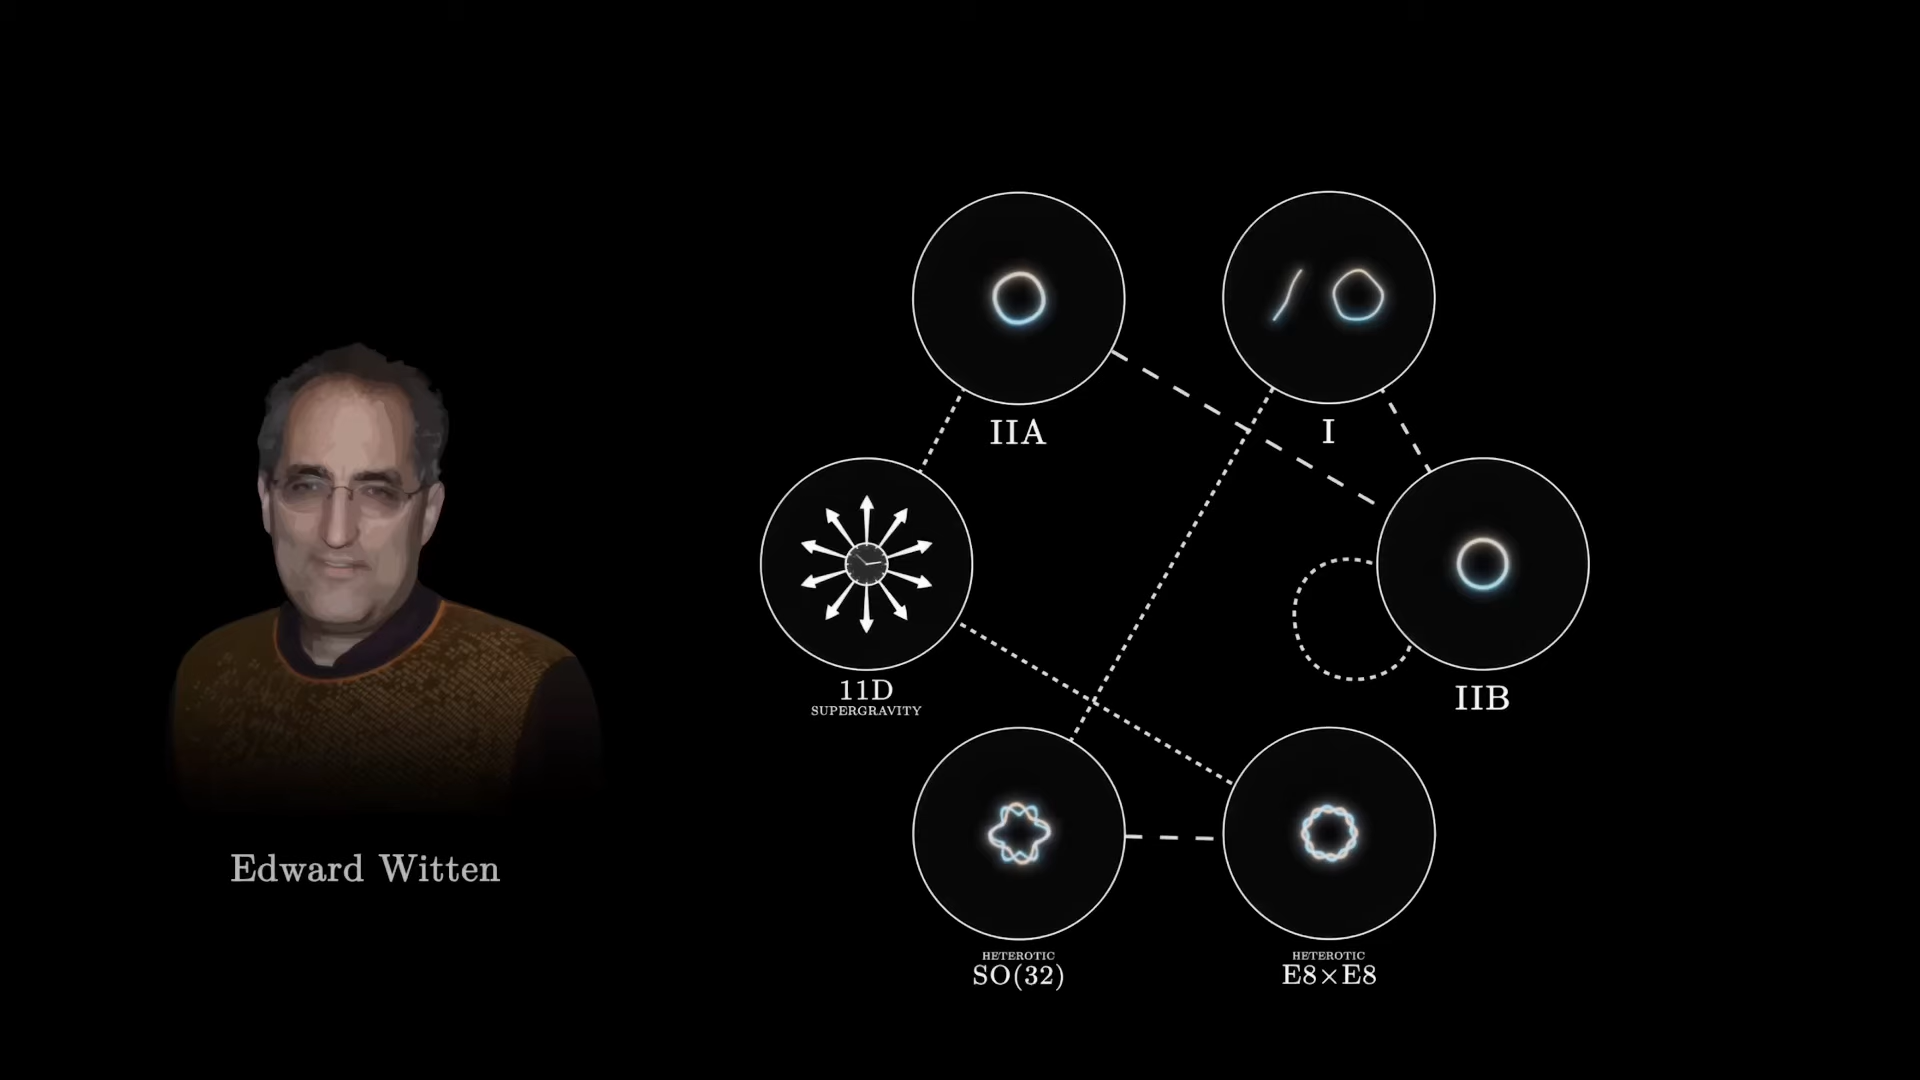 IIA
I
11D
SUPERGRAVITY
IIB
Edward Witten
HETEROTIC
SO(32)
HETEROTIC
E8×E8